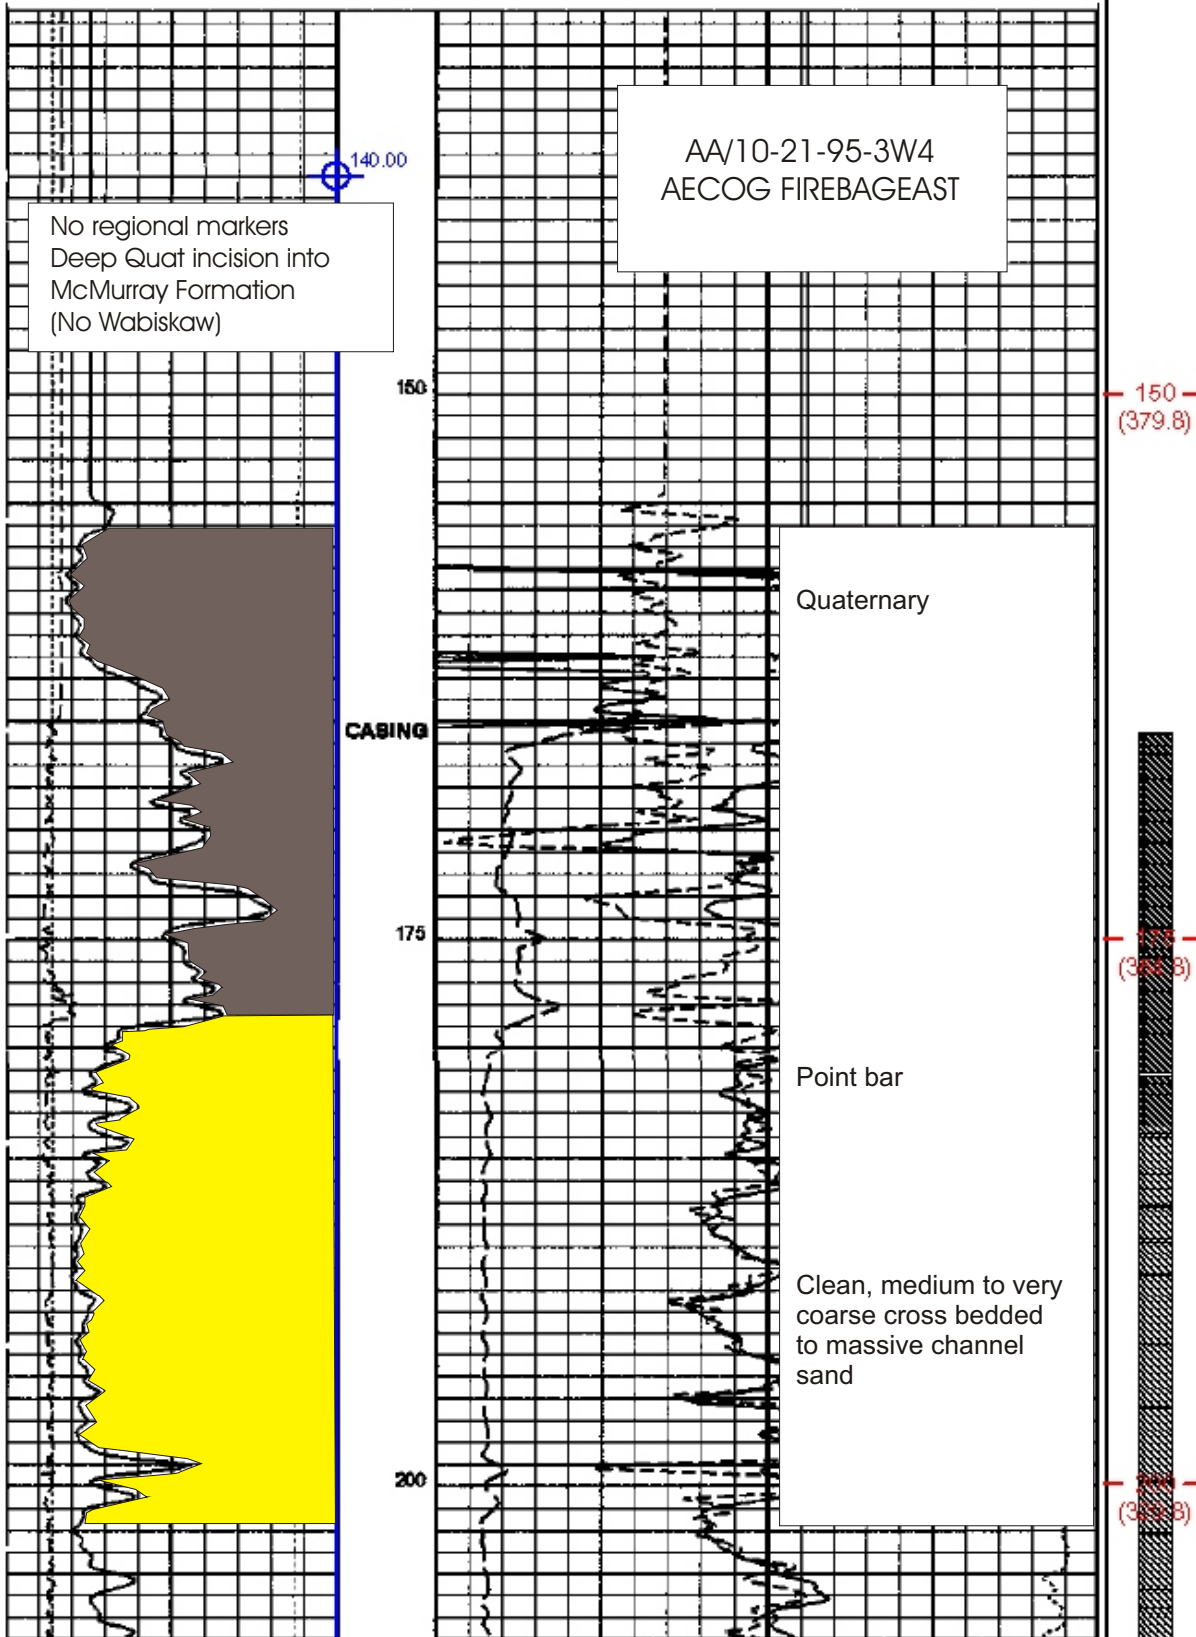 AA/10-21-95-3W4
AECOG FIREBAGEAST
140.00
No regional markers
Deep Quat incision into
McMurray Formation
(No Wabiskaw)
150
150
(379.8)
Quaternary
CASING
175
Point bar
Clean, medium to very
coarse cross bedded
to massive channel
sand
200